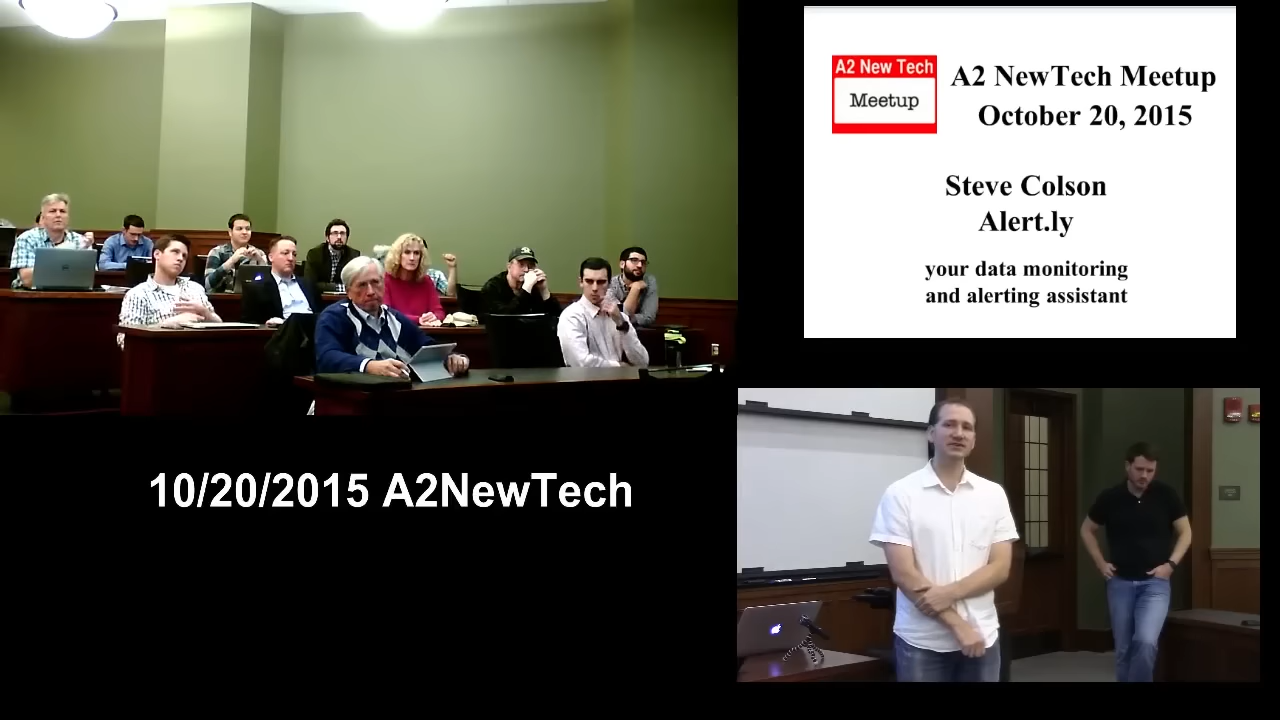 A2 New Tech
Meetup
A2 NewTech Meetup
October 20, 2015
Steve Colson
Alert.ly
your data monitoring
and alerting assistant
10/20/2015 A2NewTech